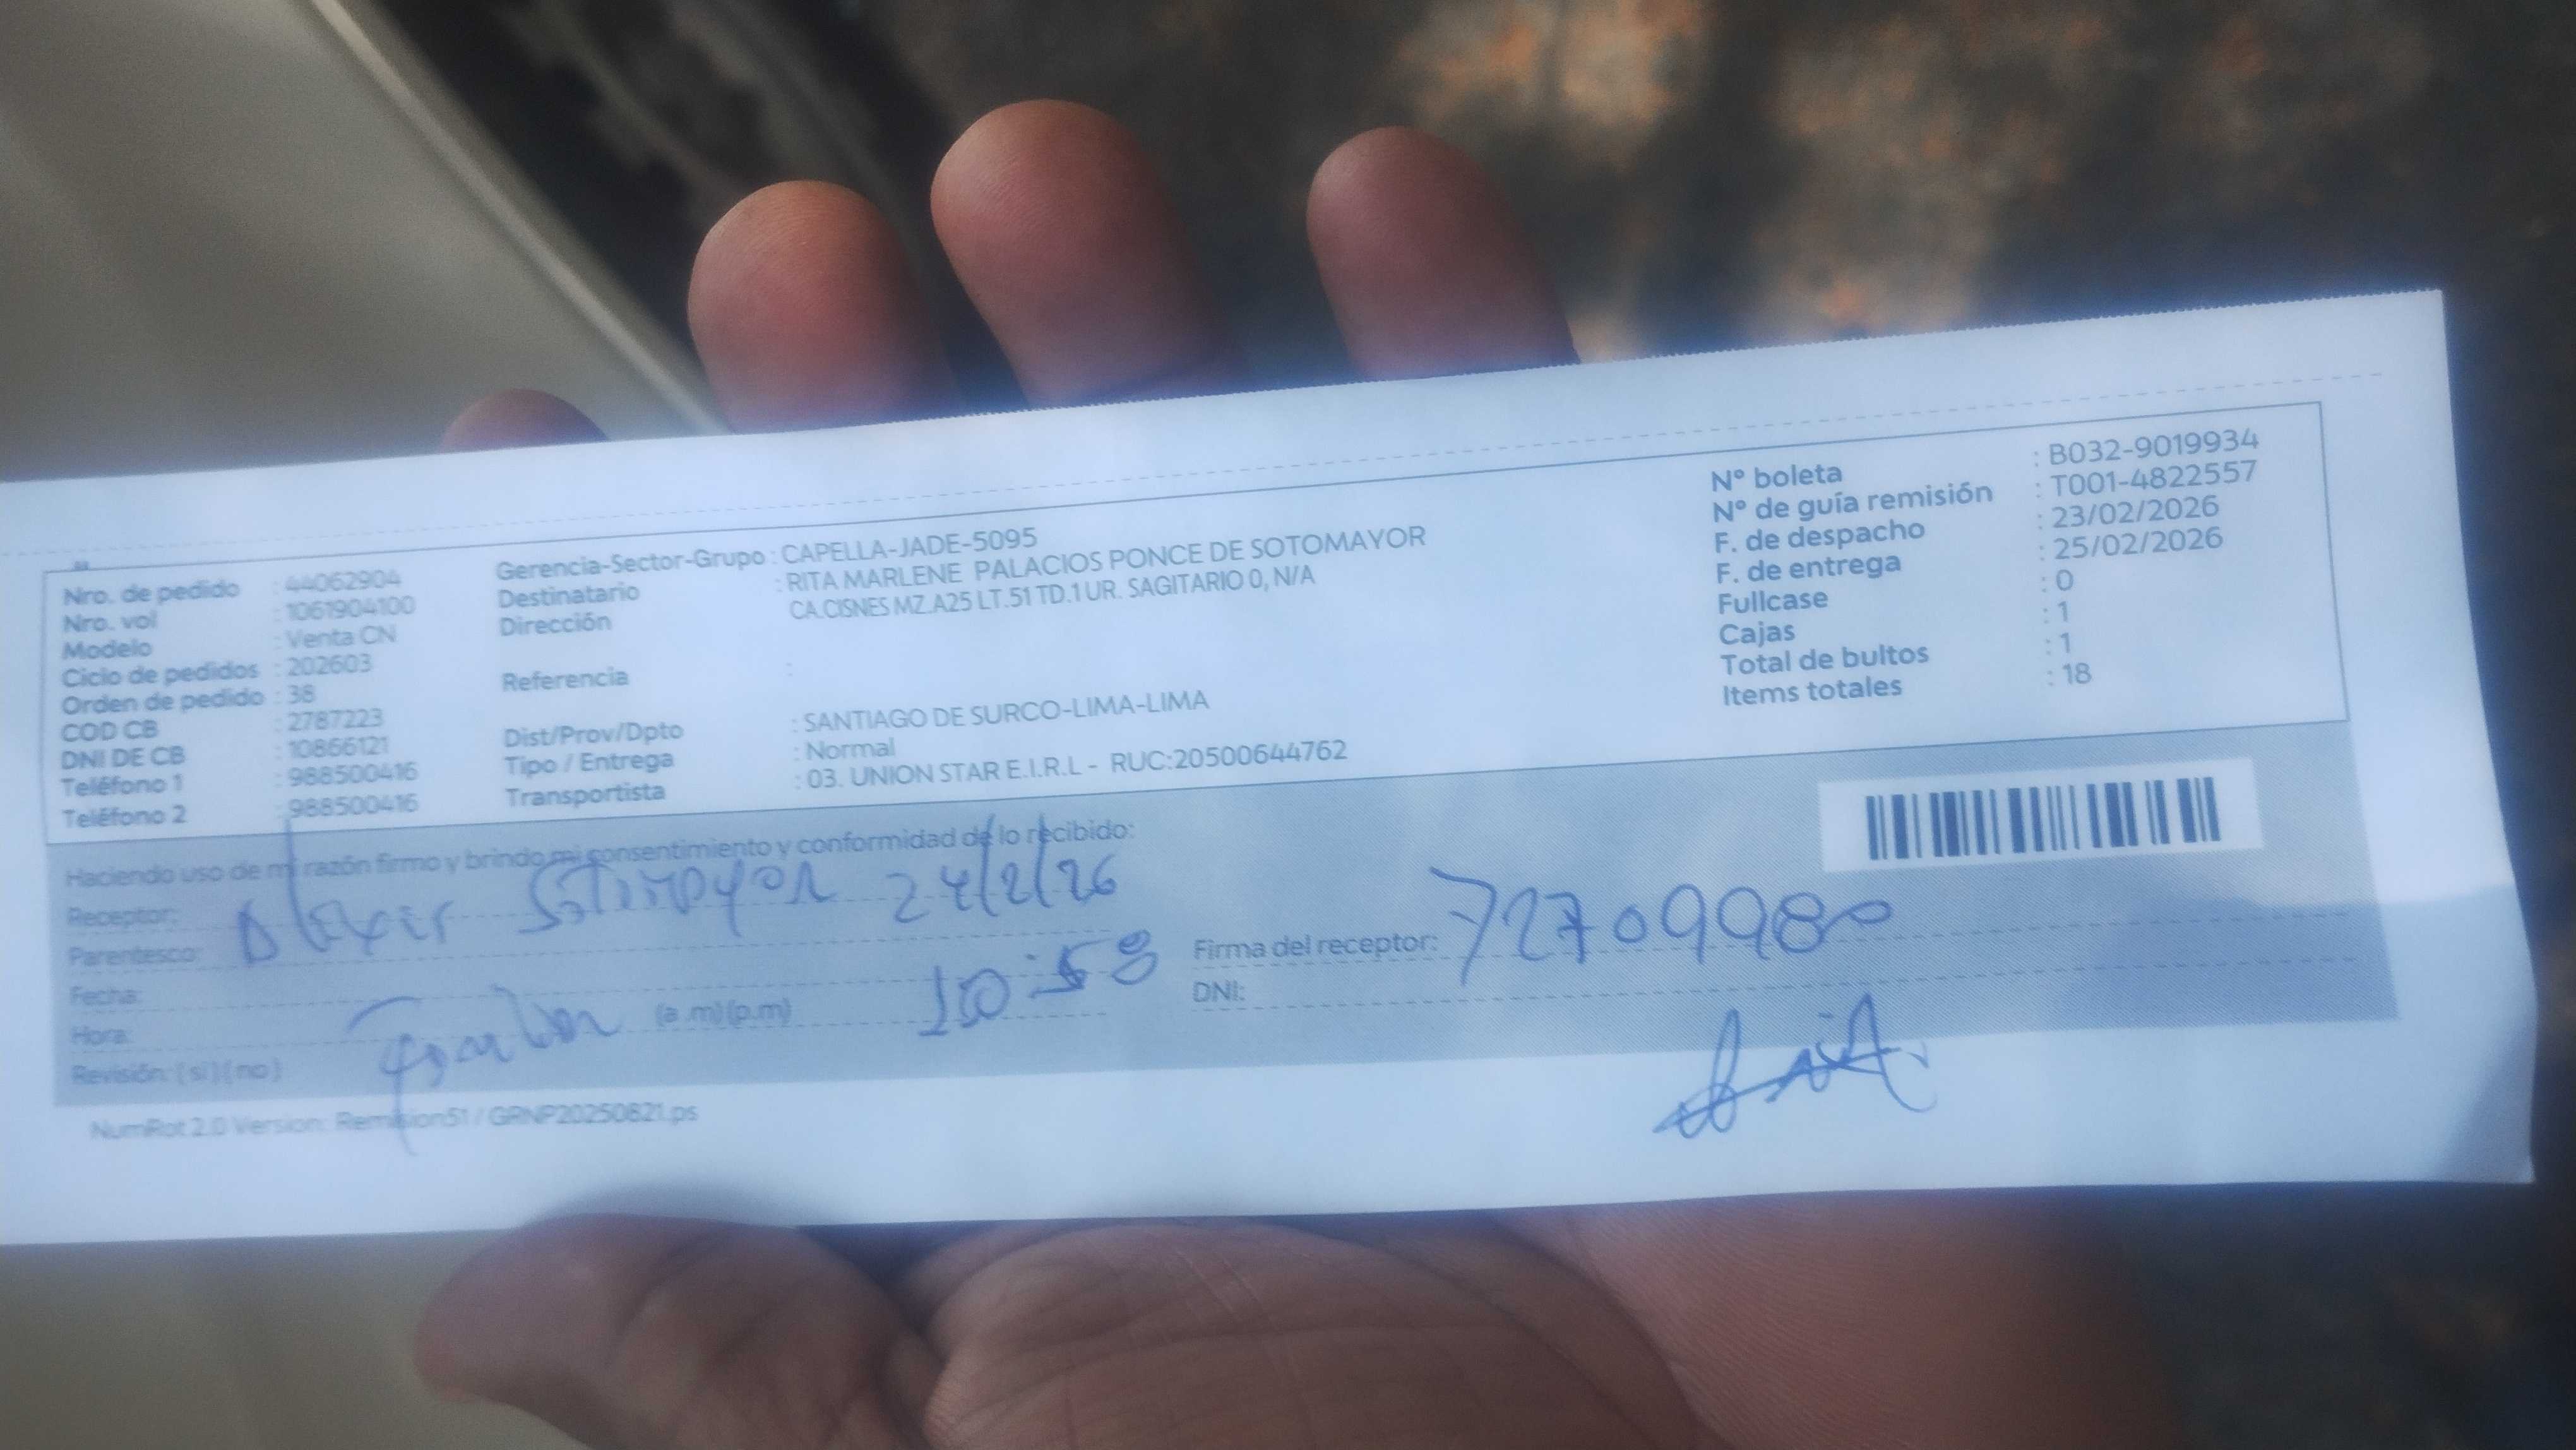 Nro. de pedido : 44062904
Nro. vol : 1061904100
Modelo : Venta CN
Ciclo de pedidos : 202603
Orden de pedido : 38
COD CB : 2787223
DNI DE CB : 10866121
Teléfono 1 : 988500416
Teléfono 2 : 988500416
Gerencia-Sector-Grupo : CAPELLA-JADE-5095
Destinatario : RITA MARLENE PALACIOS PONCE DE SOTOMAYOR
Dirección : CA.CISNES MZ.A25 LT.51 TD.1 UR. SAGITARIO 0, N/A
Referencia :
Dist/Prov/Dpto : SANTIAGO DE SURCO-LIMA-LIMA
Tipo / Entrega : Normal
Transportista : 03. UNION STAR E.I.R.L - RUC:20500644762
Nº boleta : B032-9019934
Nº de guía remisión : T001-4822557
F. de despacho : 23/02/2026
F. de entrega : 25/02/2026
Fullcase : 0
Cajas : 1
Total de bultos : 1
Items totales : 18
Haciendo uso de mi razón firmo y brindo mi consentimiento y conformidad de lo recibido:
Receptor: Sotomayor 24/2/26
Parentesco:
Fecha:
Hora: (a.m)(p.m) 10:58
Revisión: (si)(no)
Firma del receptor: 72709980
DNI:
NumRot 2.0 Version: Remision51 / GRNP20250821.ps